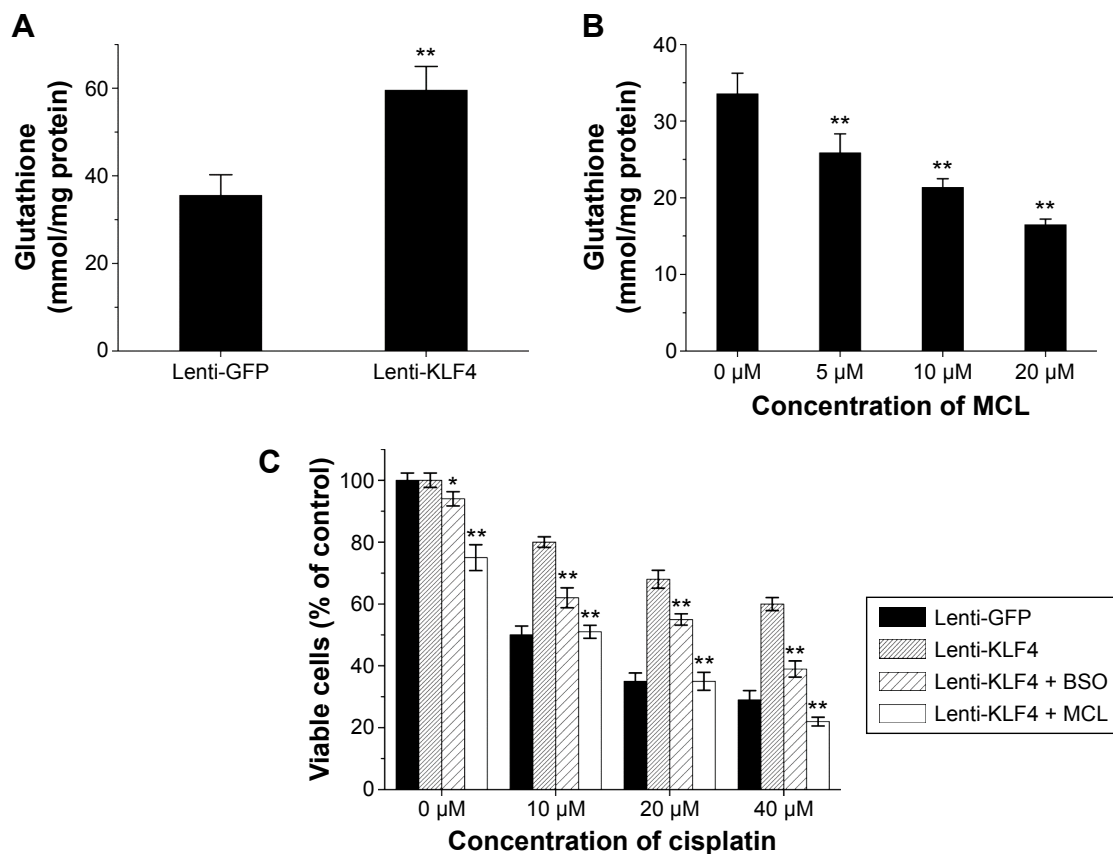 A
Glutathione
(mmol/mg protein)
60
40
20
0
**
Lenti-GFP
Lenti-KLF4
B
Glutathione
(mmol/mg protein)
40
30
20
10
0
**
**
**
0 µM
5 µM
10 µM
20 µM
Concentration of MCL
C
Viable cells (% of control)
100
80
60
40
20
0
*
**
**
**
**
**
**
**
0 µM
10 µM
20 µM
40 µM
Concentration of cisplatin
Lenti-GFP
Lenti-KLF4
Lenti-KLF4 + BSO
Lenti-KLF4 + MCL